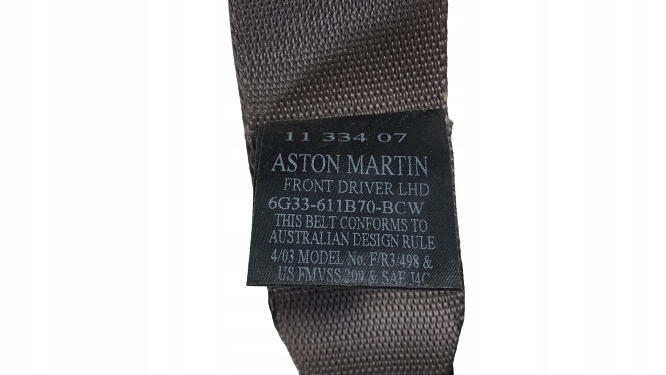 11 334 07
ASTON MARTIN
FRONT DRIVER LHD
6G33-611B70-BCW
THIS BELT CONFORMS TO
AUSTRALIAN DESIGN RULE
4/03 MODEL No. F/R3/498 &
US FMVSS 209 & SAE J4C